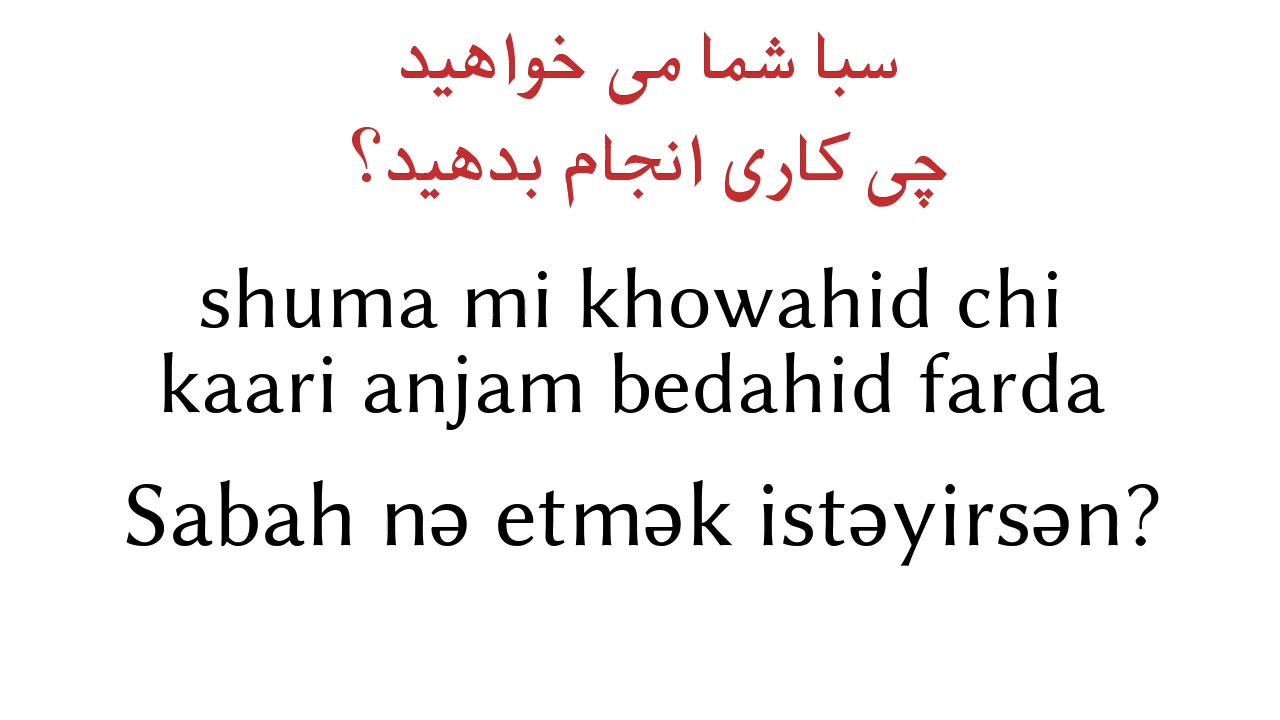 سبا شما می خواهید
چی کاری انجام بدهید؟
shuma mi khowahid chi
kaari anjam bedahid farda
Sabah nə etmək istəyirsən?